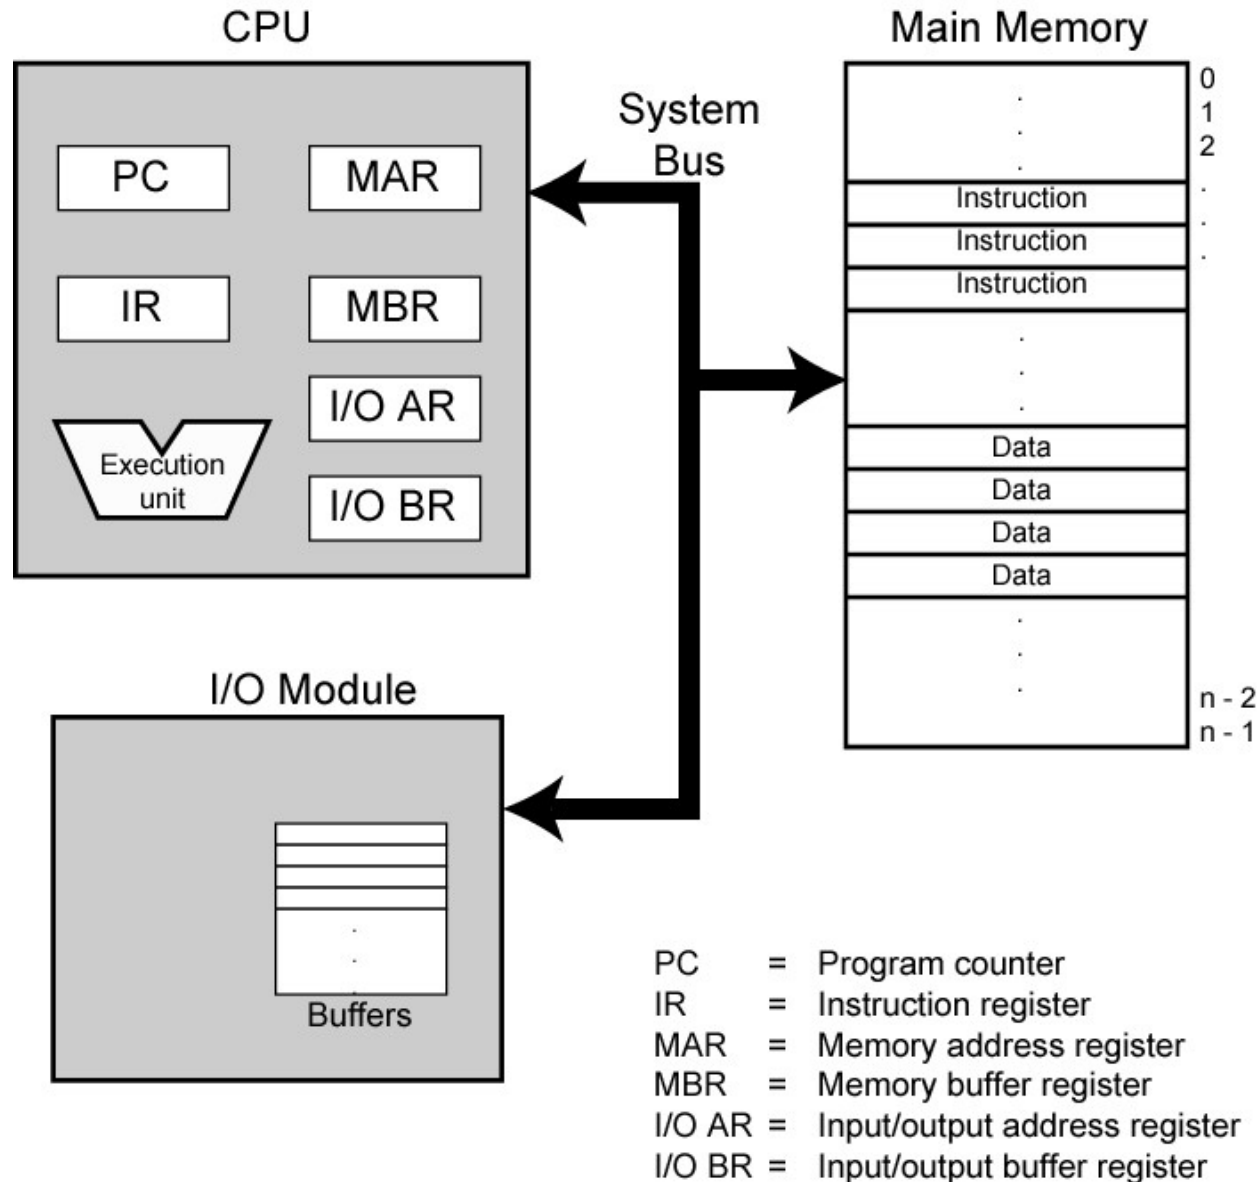 CPU
PC
MAR
IR
MBR
I/O AR
I/O BR
Execution
unit
System
Bus
Main Memory
0
1
2
.
.
.
.
.
.
Instruction
Instruction
Instruction
.
.
.
Data
Data
Data
Data
.
.
.
n - 2
n - 1
I/O Module
.
.
.
Buffers
PC = Program counter
IR = Instruction register
MAR = Memory address register
MBR = Memory buffer register
I/O AR = Input/output address register
I/O BR = Input/output buffer register